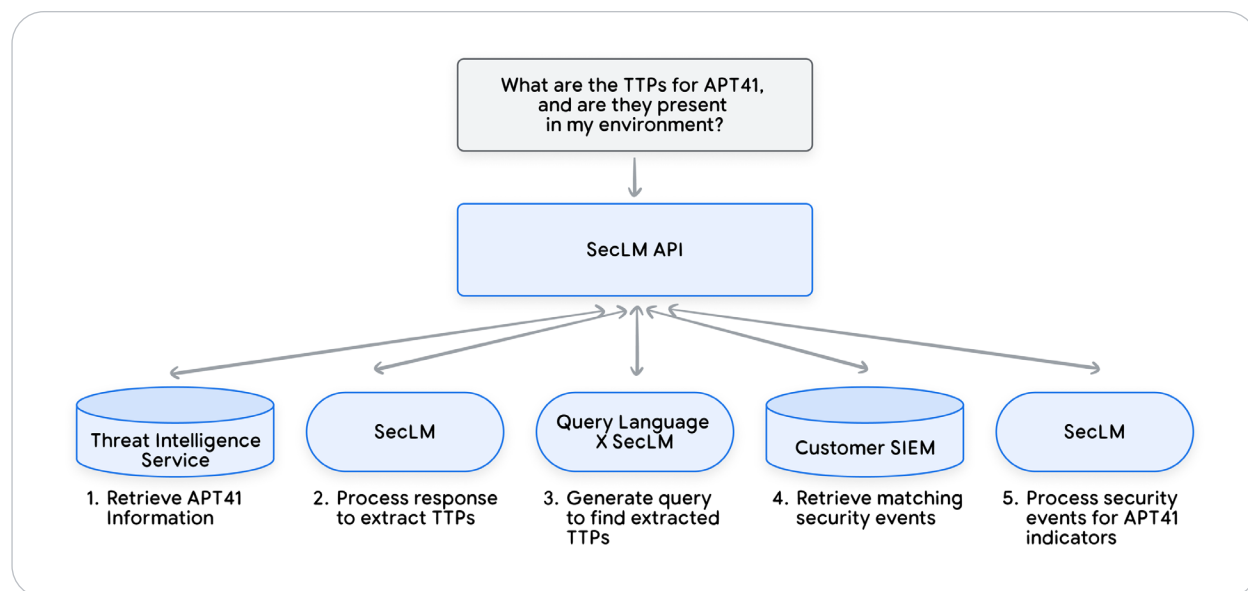 What are the TTPs for APT41,
and are they present
in my environment?
SecLM API
Threat Intelligence
Service
SecLM
Query Language
X SecLM
Customer SIEM
SecLM
1. Retrieve APT41
Information
2. Process response
to extract TTPs
3. Generate query
to find extracted
TTPs
4. Retrieve matching
security events
5. Process security
events for APT41
indicators